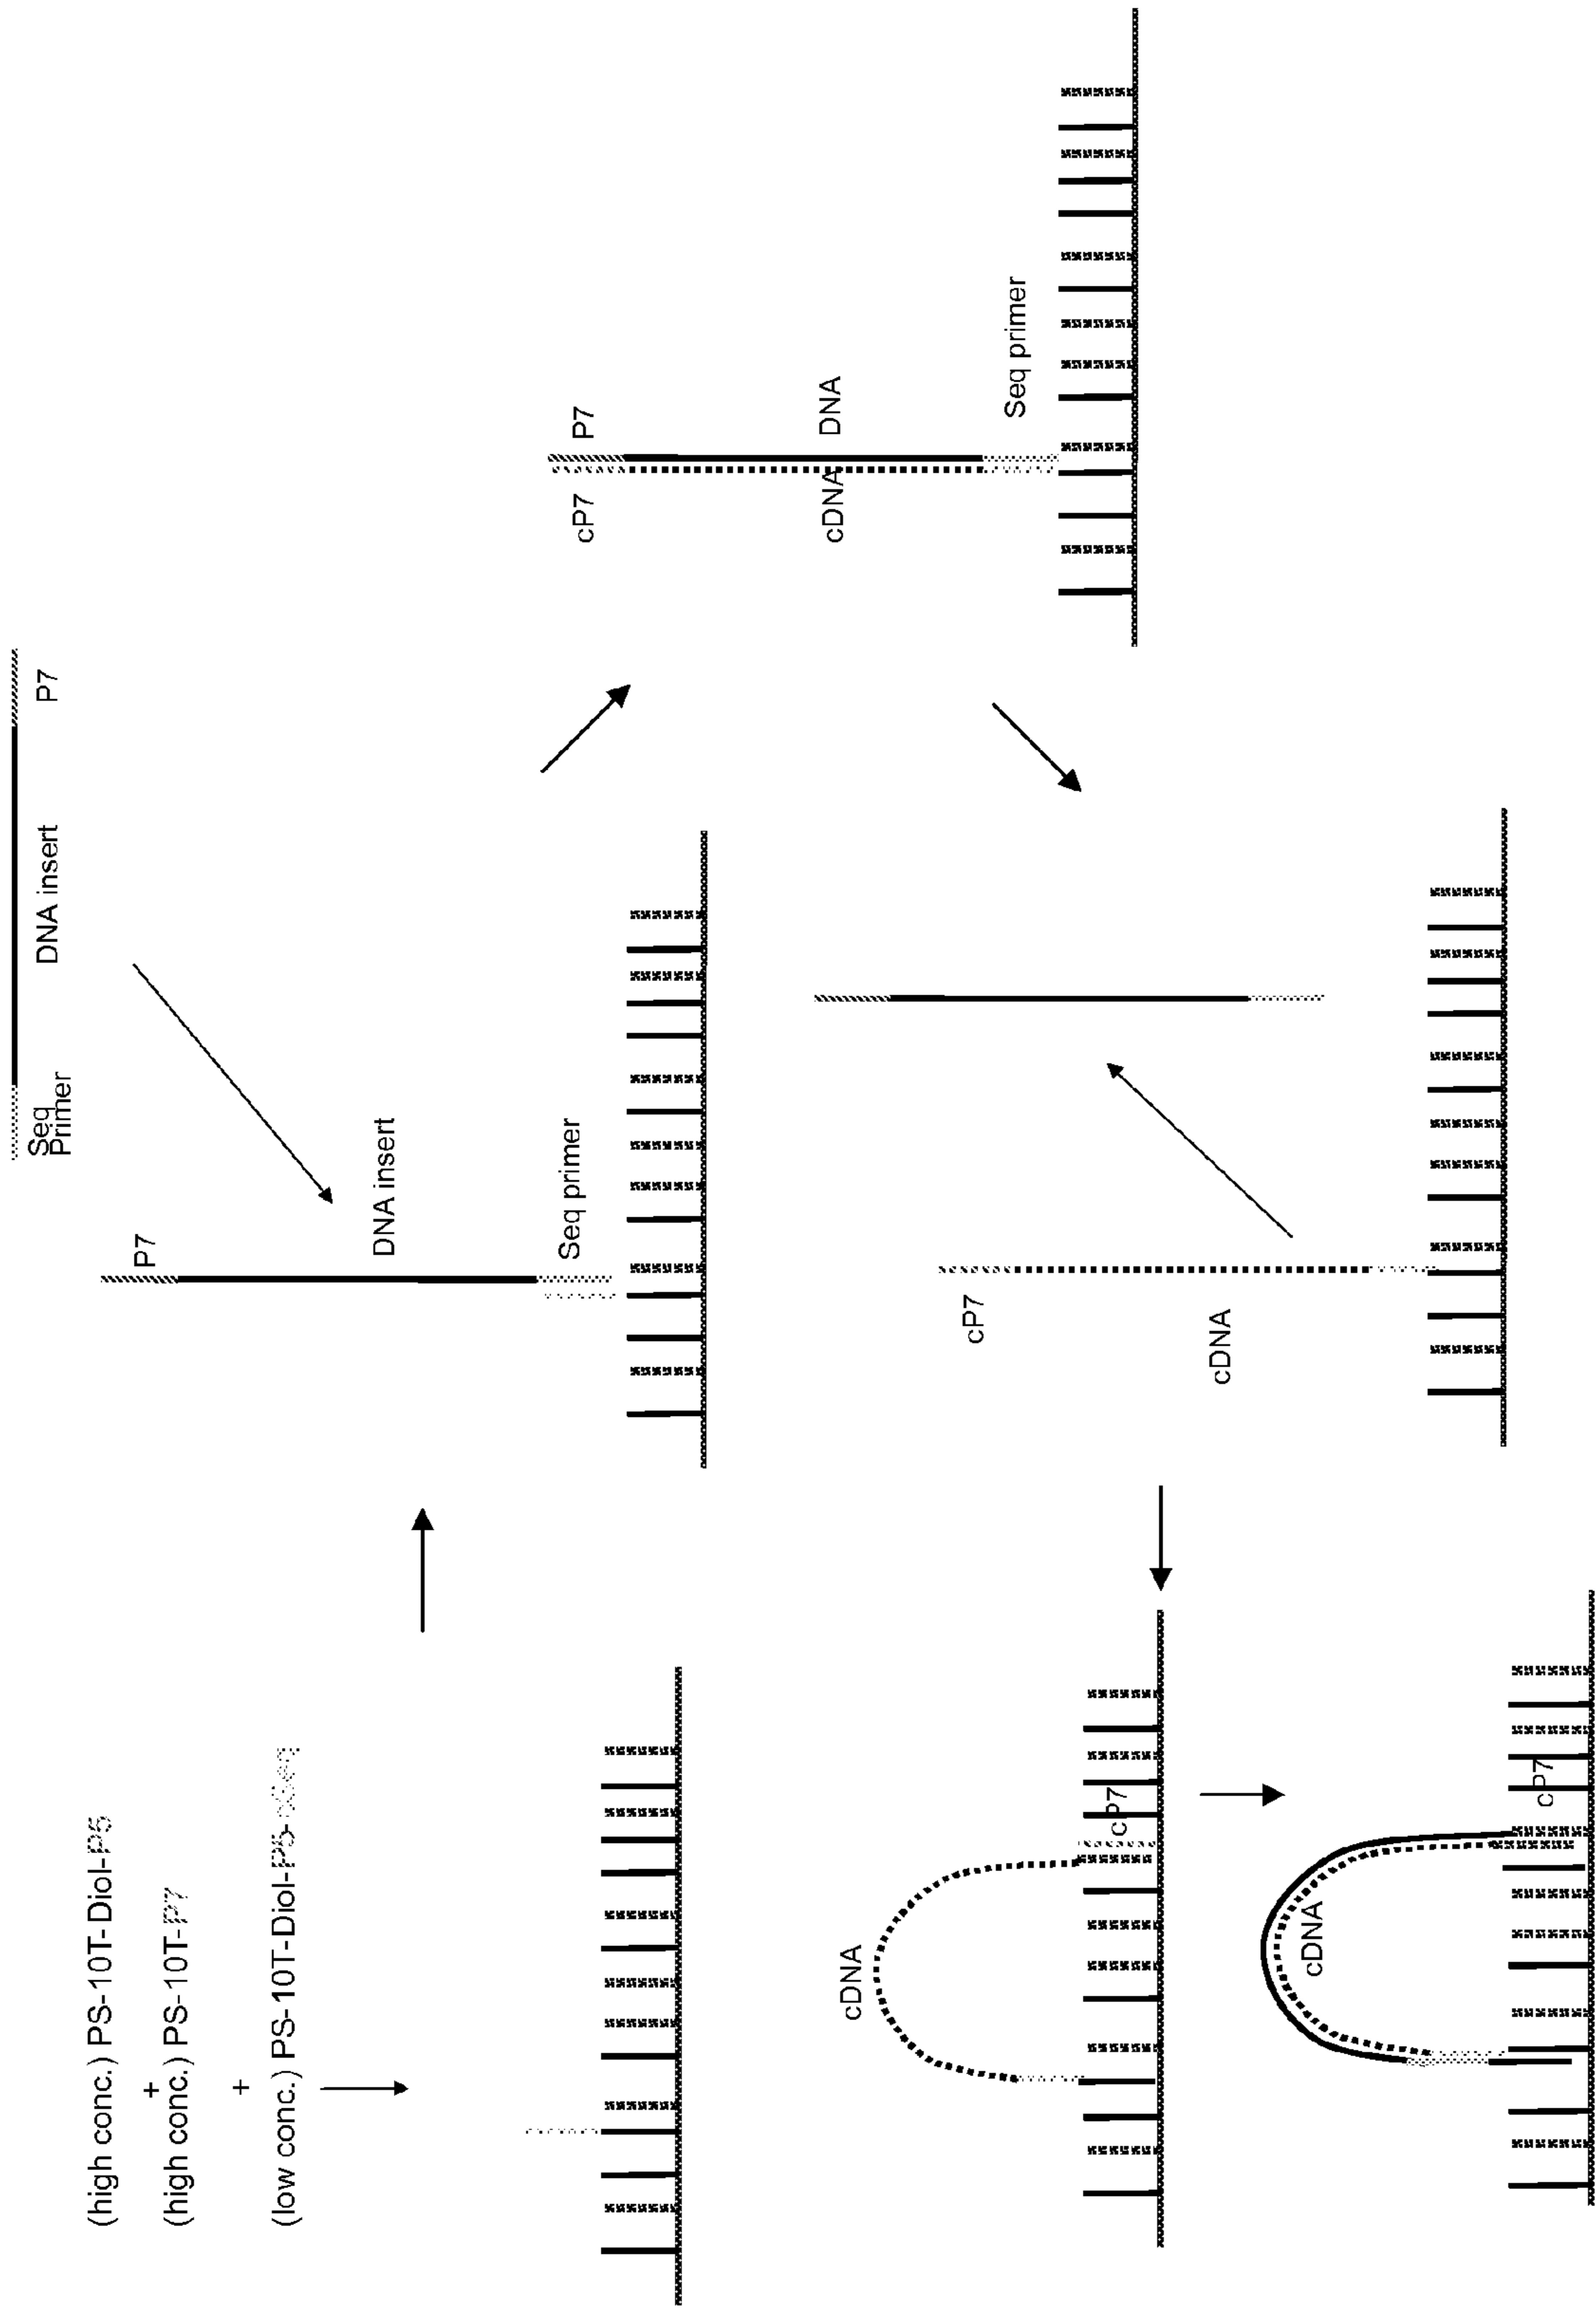 (high conc.) PS-10T-Diol-P5
+
(high conc.) PS-10T-P7
+
(low conc.) PS-10T-Diol-P5-cSeq
Seq
Primer
DNA insert
P7
P7
DNA insert
Seq primer
cP7
P7
cDNA
DNA
Seq primer
cP7
cDNA
cDNA
cP7
cDNA
cP7